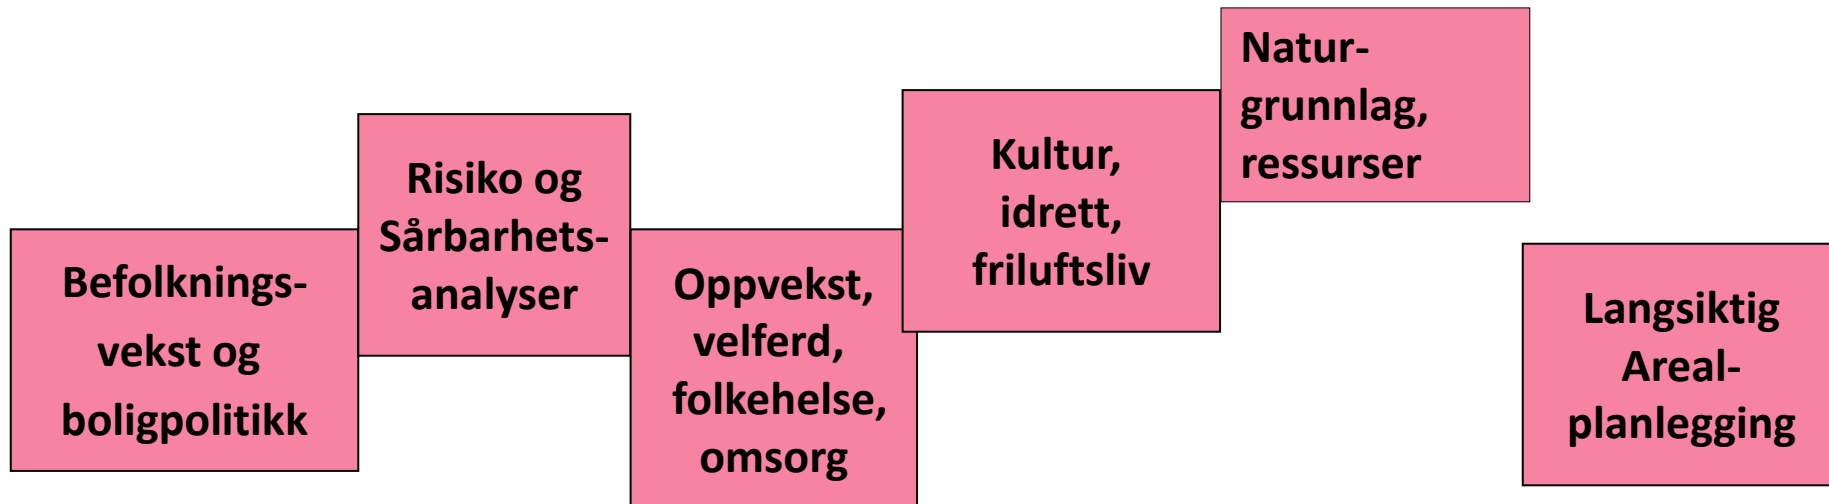 Befolknings-
vekst og
boligpolitikk
Risiko og
Sårbarhets-
analyser
Oppvekst,
velferd,
folkehelse,
omsorg
Kultur,
idrett,
friluftsliv
Natur-
grunnlag,
ressurser
Langsiktig
Areal-
planlegging